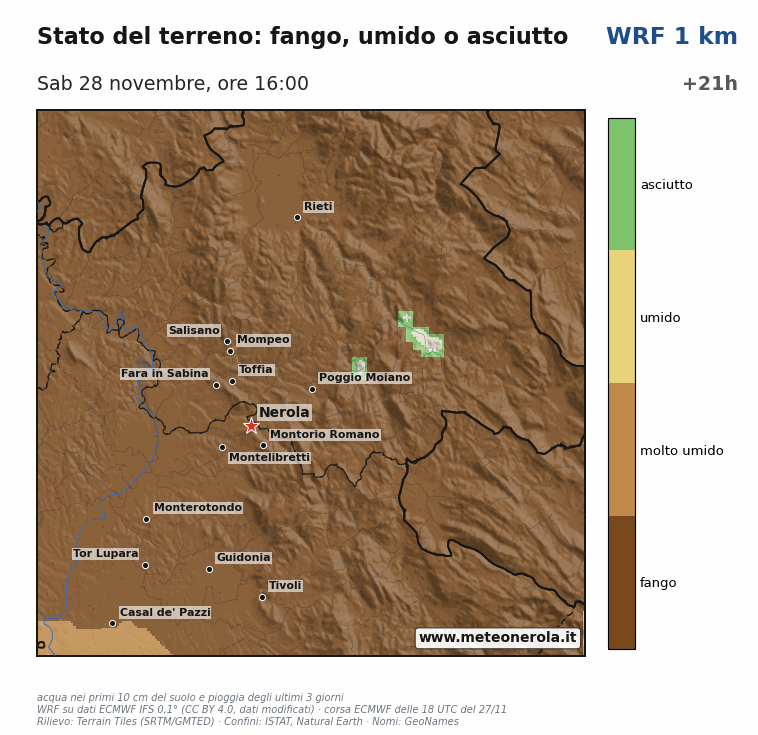 Stato del terreno: fango, umido o asciutto WRF 1 km
Sab 28 novembre, ore 16:00 +21h
Rieti
asciutto
umido
molto umido
fango
Salisano
Mompeo
Fara in Sabina
Toffia
Poggio Moiano
Nerola
Montorio Romano
Montelibretti
Monterotondo
Tor Lupara
Guidonia
Tivoli
Casal de' Pazzi
www.meteonerola.it
acqua nei primi 10 cm del suolo e pioggia degli ultimi 3 giorni
WRF su dati ECMWF IFS 0,1° (CC BY 4.0, dati modificati) · corsa ECMWF delle 18 UTC del 27/11
Rilievo: Terrain Tiles (SRTM/GMTED) · Confini: ISTAT, Natural Earth · Nomi: GeoNames